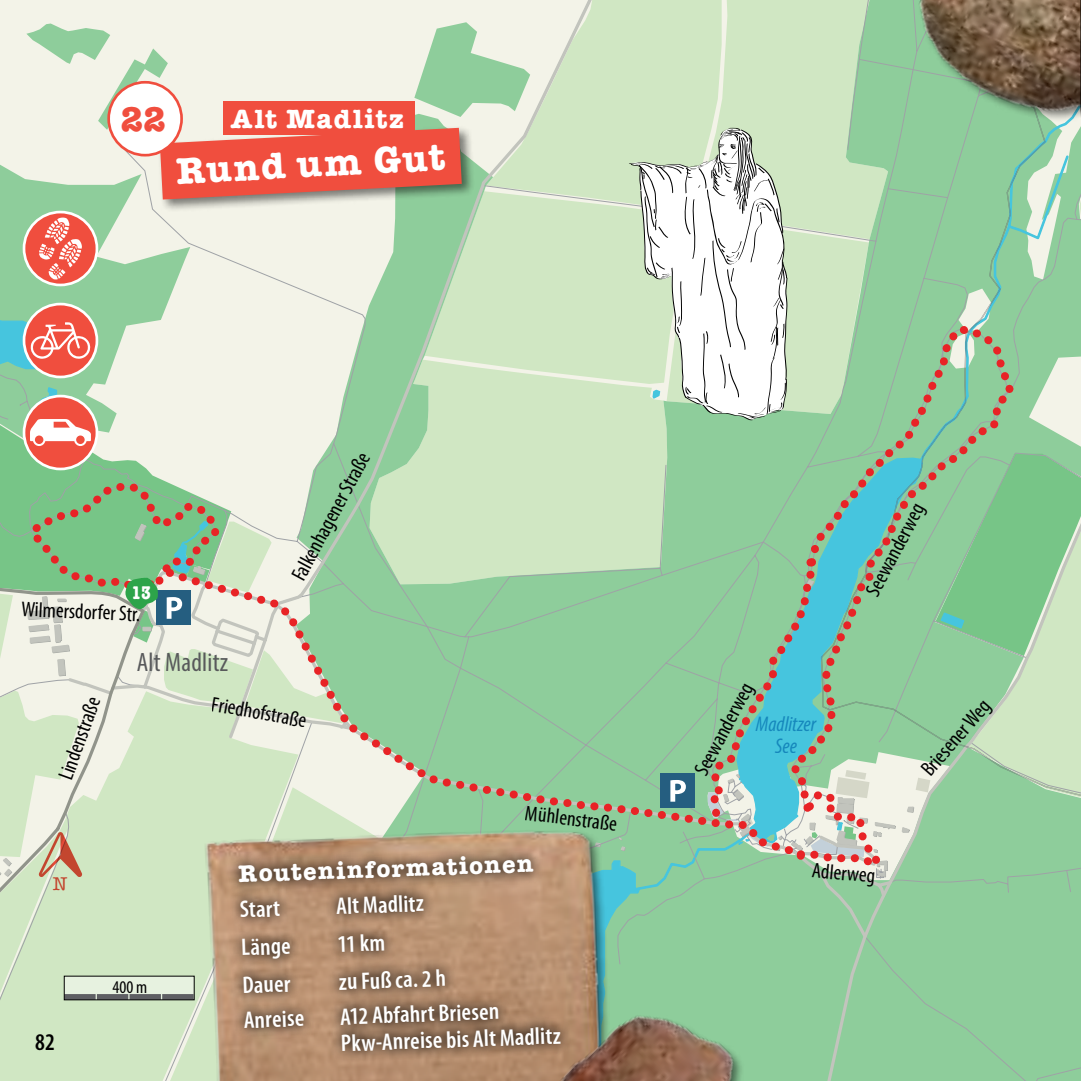 22
Alt Madlitz
Rund um Gut
Falkenhagener Straße
13
P
Wilmersdorfer Str.
Alt Madlitz
Friedhofstraße
Lindenstraße
Seewanderweg
Seewanderweg
Madlitzer
See
Briesener Weg
P
Mühlenstraße
Adlerweg
N
400 m
Routeninformationen
Start Alt Madlitz
Länge 11 km
Dauer zu Fuß ca. 2 h
Anreise A12 Abfahrt Briesen
Pkw-Anreise bis Alt Madlitz
82